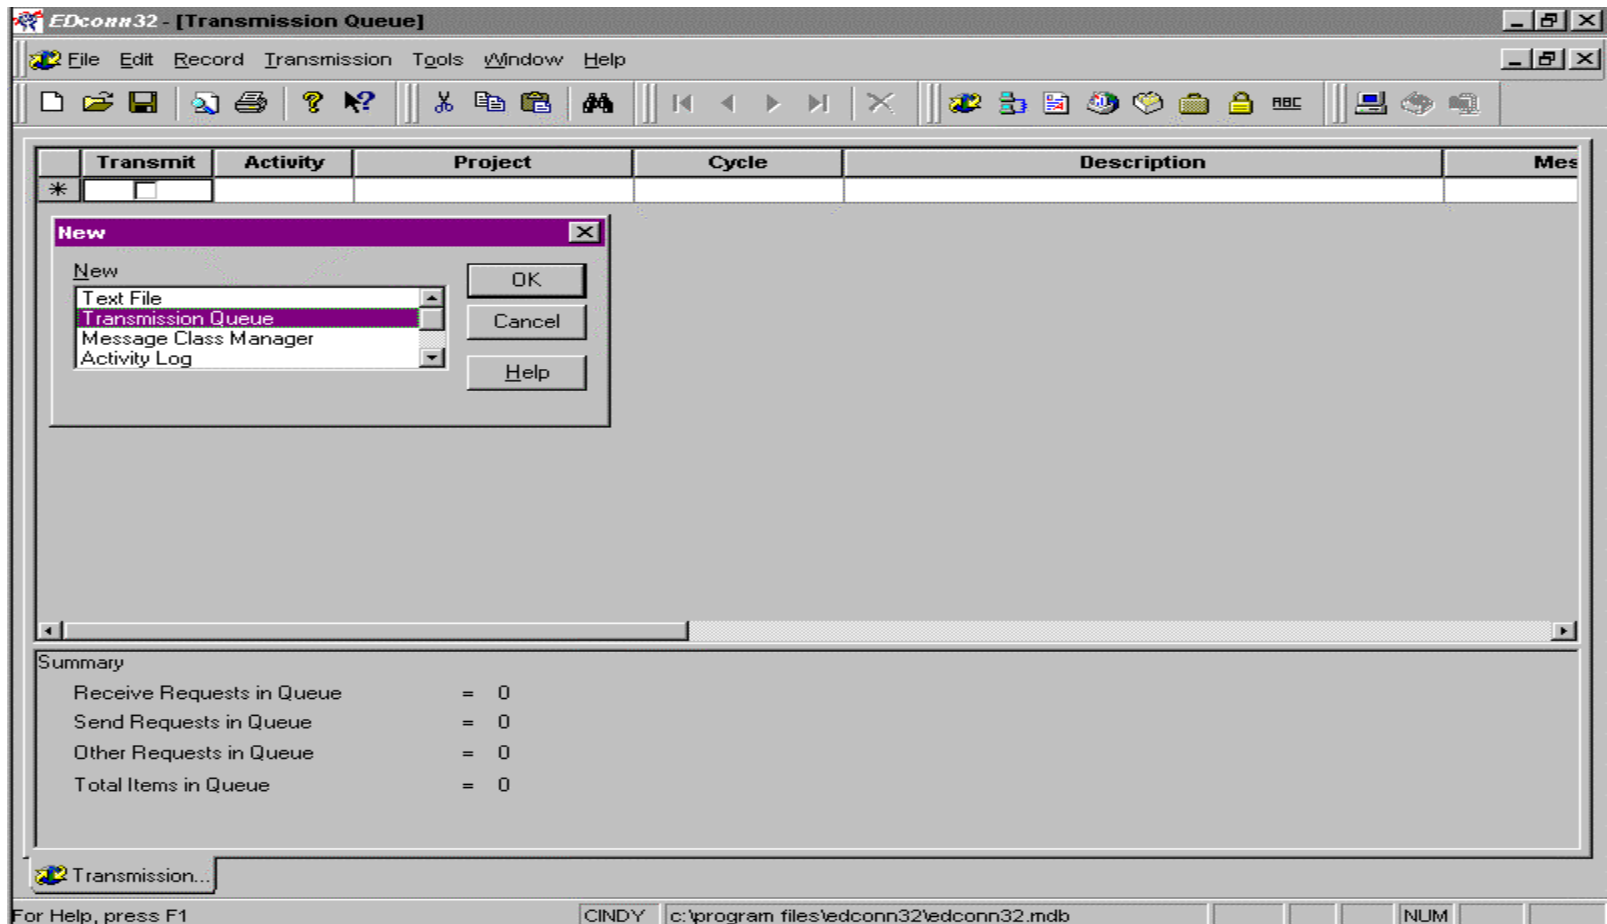 EDconn32 - [Transmission Queue]
File Edit Record Transmission Tools Window Help
ABC
Transmit Activity Project Cycle Description Mes
*
New
New
Text File
Transmission Queue
Message Class Manager
Activity Log
OK
Cancel
Help
Summary
Receive Requests in Queue = 0
Send Requests in Queue = 0
Other Requests in Queue = 0
Total Items in Queue = 0
Transmission...
For Help, press F1 CINDY c:\program files\edconn32\edconn32.mdb NUM